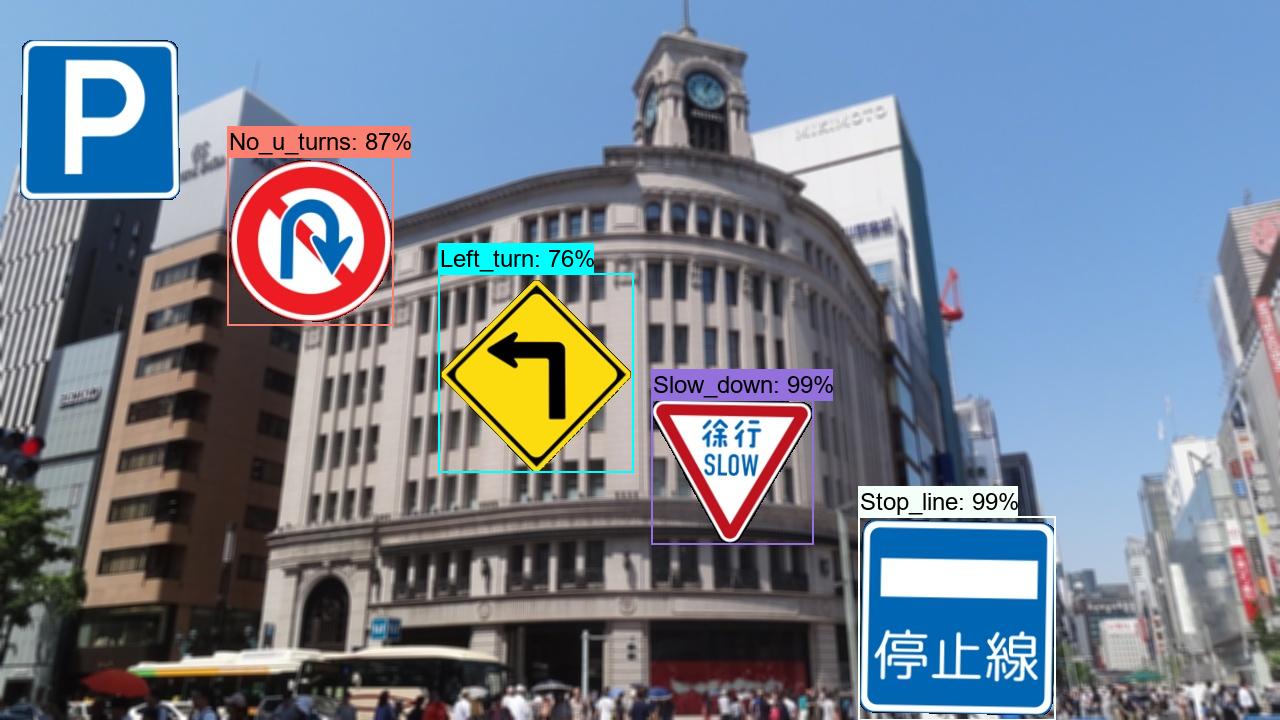 P
No_u_turns: 87%
MIKIMOTO
Left_turn: 76%
Slow_down: 99%
徐行
SLOW
Stop_line: 99%
停止線